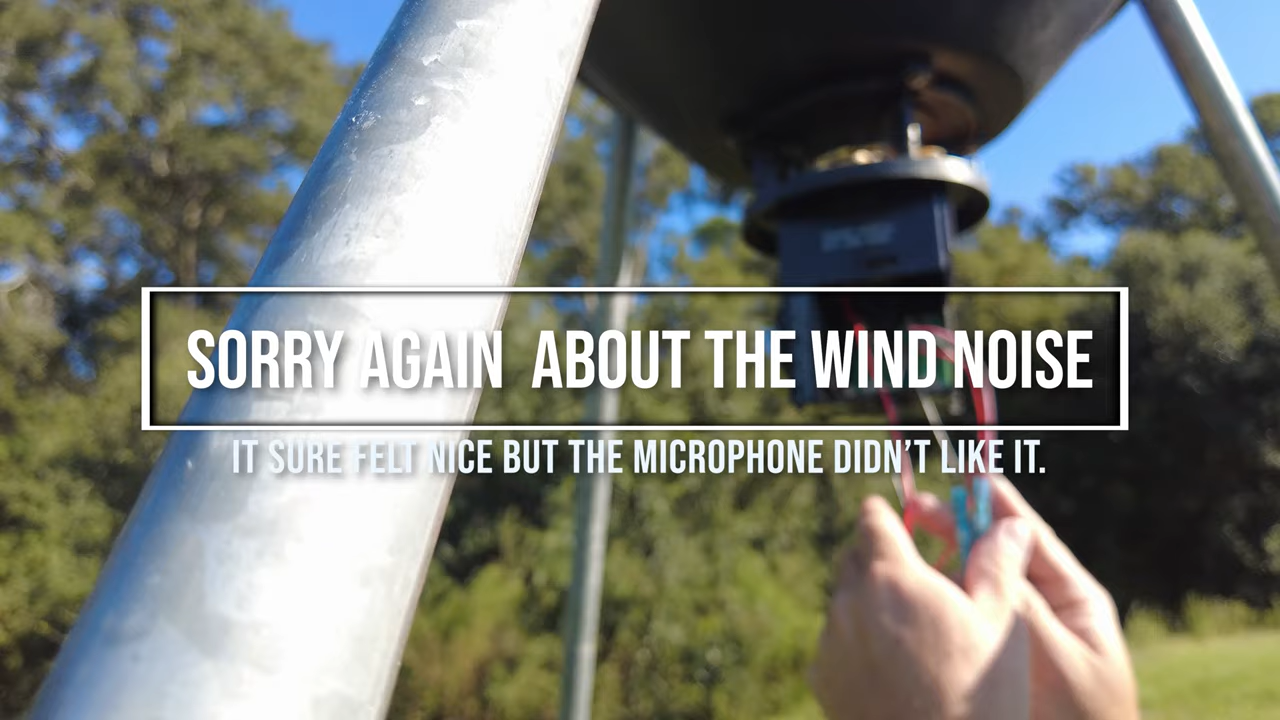 SORRY AGAIN  ABOUT THE WIND NOISE
IT SURE FELT NICE BUT THE MICROPHONE DIDN'T LIKE IT.